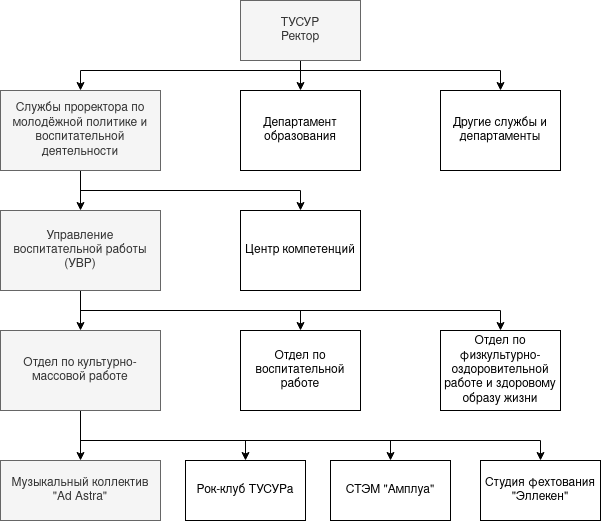 ТУСУР
Ректор
Службы проректора по
молодёжной политике и
воспитательной
деятельности
Департамент
образования
Другие службы и
департаменты
Управление
воспитательной работы
(УВР)
Центр компетенций
Отдел по культурно-
массовой работе
Отдел по
воспитательной
работе
Отдел по
физкультурно-
оздоровительной
работе и здоровому
образу жизни
Музыкальный коллектив
"Ad Astra"
Рок-клуб ТУСУРа
СТЭМ "Амплуа"
Студия фехтования
"Эллекен"